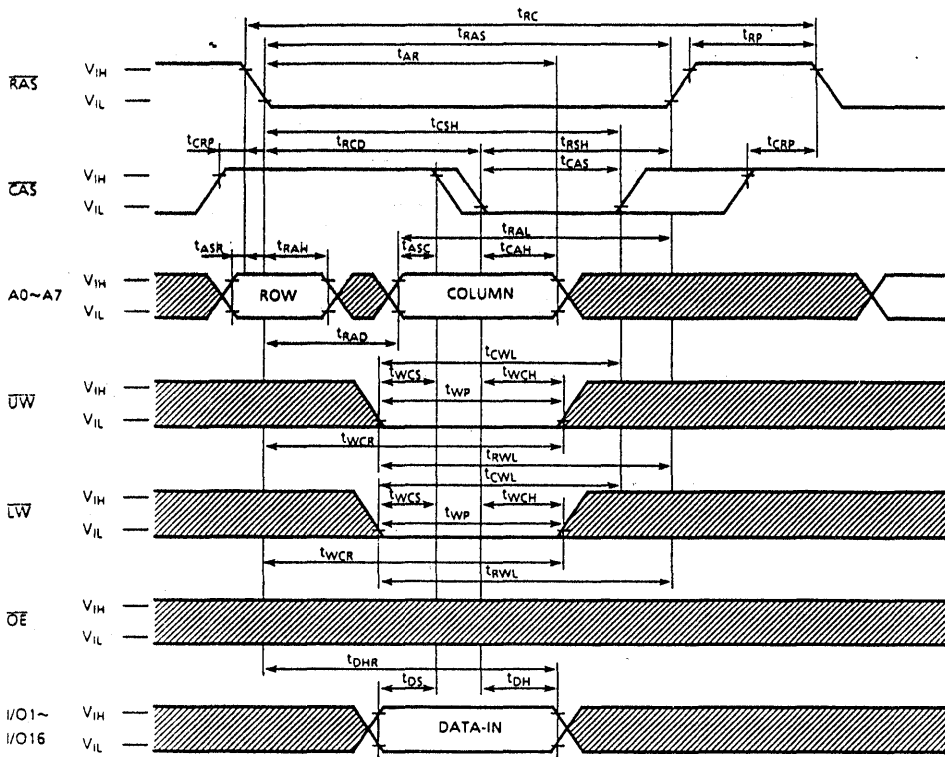 tRC
tRAS
tRP
tAR
RAS
VIH
VIL
tCSH
tCRP
tRCD
tRSH
tCRP
tCAS
CAS
VIH
VIL
tRAL
tASR
tRAH
tASC
tCAH
A0~A7
VIH
VIL
ROW
COLUMN
tRAD
tCWL
tWCS
tWCH
tWP
UW
VIH
VIL
tWCR
tRWL
tCWL
tWCS
tWCH
tWP
LW
VIH
VIL
tWCR
tRWL
OE
VIH
VIL
tDHR
tDS
tDH
I/O1~
I/O16
VIH
VIL
DATA-IN